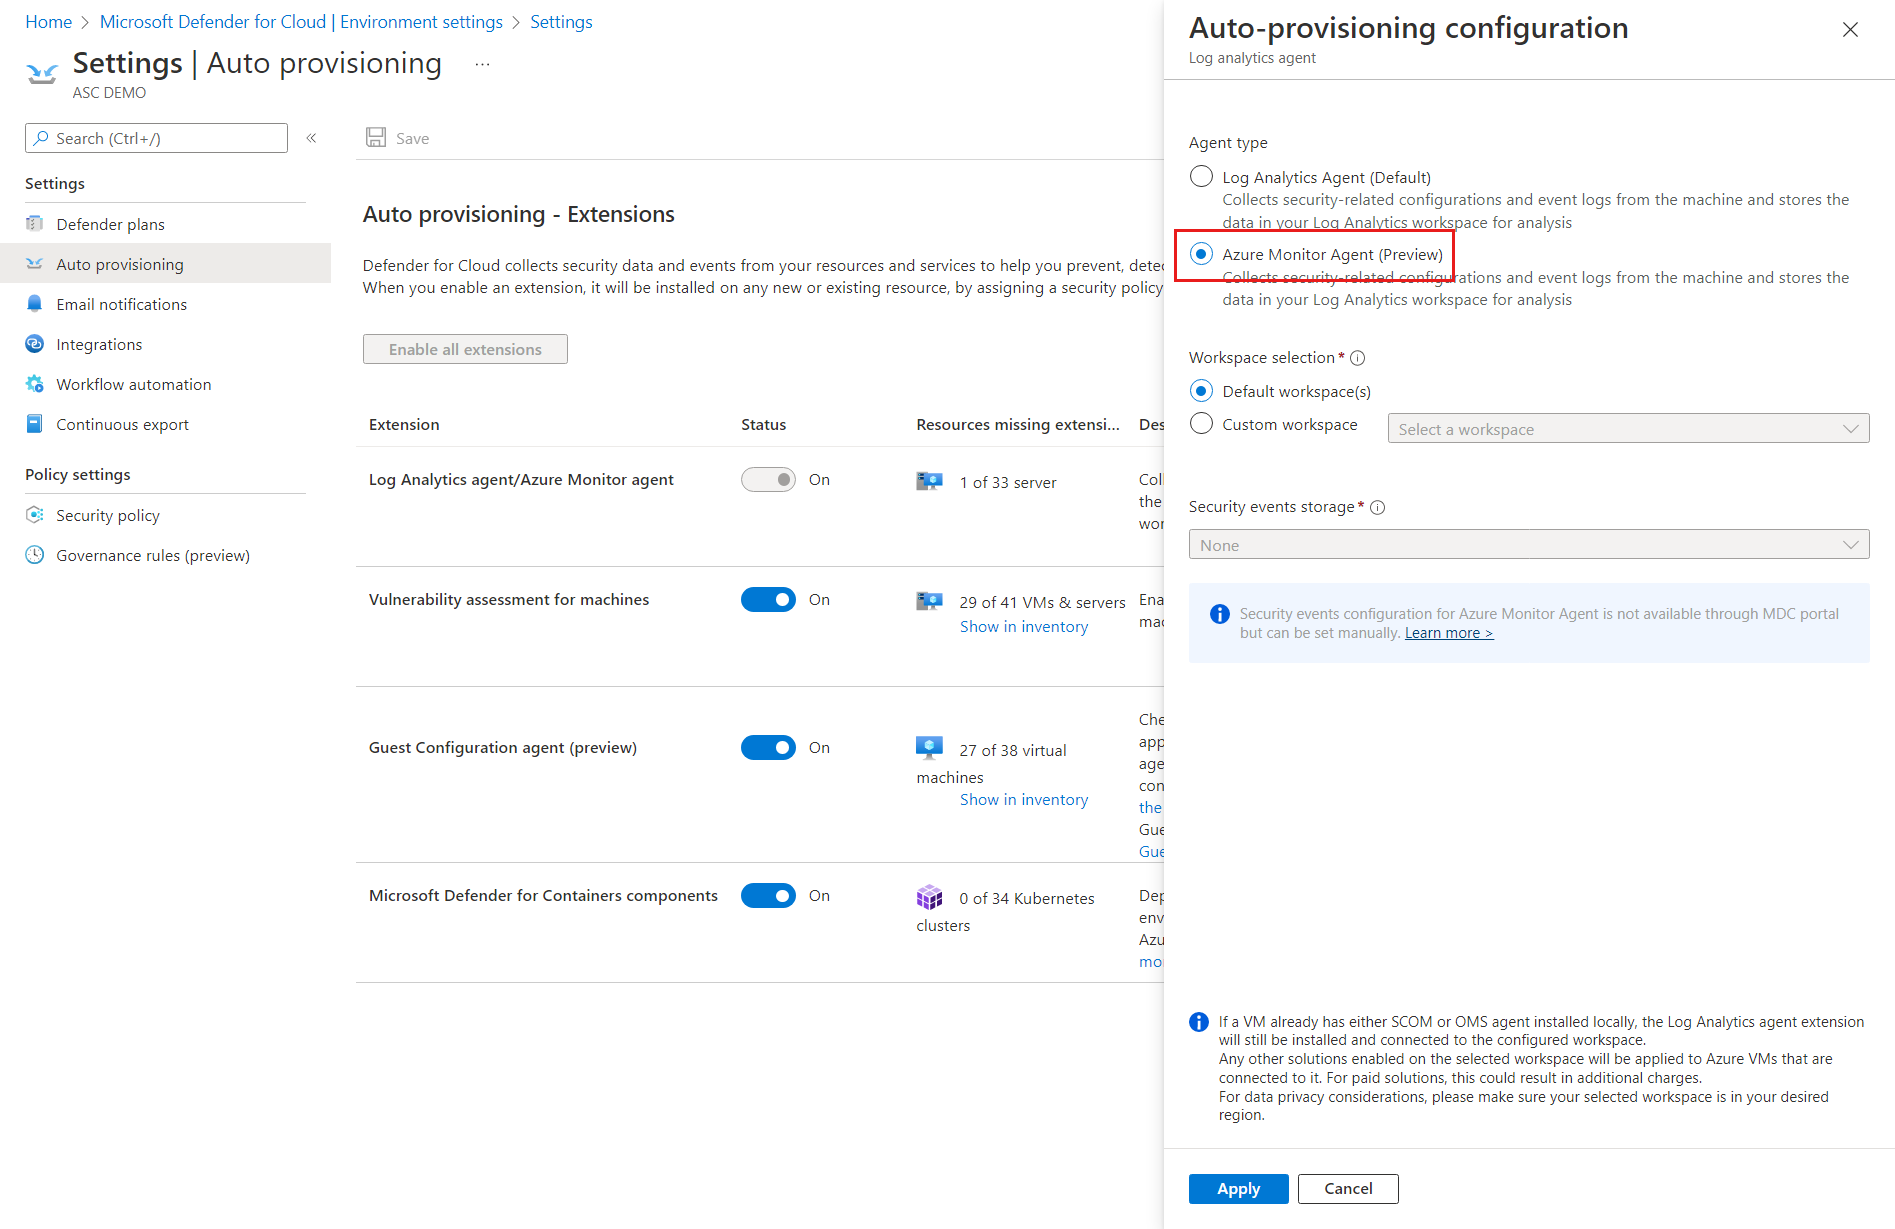 Home > Microsoft Defender for Cloud | Environment settings > Settings
Settings | Auto provisioning ...
ASC DEMO
Search (Ctrl+/)
«
Settings
Defender plans
Auto provisioning
Email notifications
Integrations
Workflow automation
Continuous export
Policy settings
Security policy
Governance rules (preview)
Save
Auto provisioning - Extensions
Defender for Cloud collects security data and events from your resources and services to help you prevent, detec
When you enable an extension, it will be installed on any new or existing resource, by assigning a security policy
Enable all extensions
Extension Status Resources missing extensi... Des
Log Analytics agent/Azure Monitor agent On 1 of 33 server Coll
the
wor
Vulnerability assessment for machines On 29 of 41 VMs & servers Ena
Show in inventory mac
Guest Configuration agent (preview) On 27 of 38 virtual
machines
Show in inventory
Che
app
age
con
the
Gue
Gue
Microsoft Defender for Containers components On 0 of 34 Kubernetes
clusters
Dep
env
Azu
mo
Auto-provisioning configuration
Log analytics agent
Agent type
Log Analytics Agent (Default)
Collects security-related configurations and event logs from the machine and stores the
data in your Log Analytics workspace for analysis
Azure Monitor Agent (Preview)
Collects security-related configurations and event logs from the machine and stores the
data in your Log Analytics workspace for analysis
Workspace selection *
Default workspace(s)
Custom workspace Select a workspace
Security events storage *
None
Security events configuration for Azure Monitor Agent is not available through MDC portal
but can be set manually. Learn more >
If a VM already has either SCOM or OMS agent installed locally, the Log Analytics agent extension
will still be installed and connected to the configured workspace.
Any other solutions enabled on the selected workspace will be applied to Azure VMs that are
connected to it. For paid solutions, this could result in additional charges.
For data privacy considerations, please make sure your selected workspace is in your desired
region.
Apply Cancel